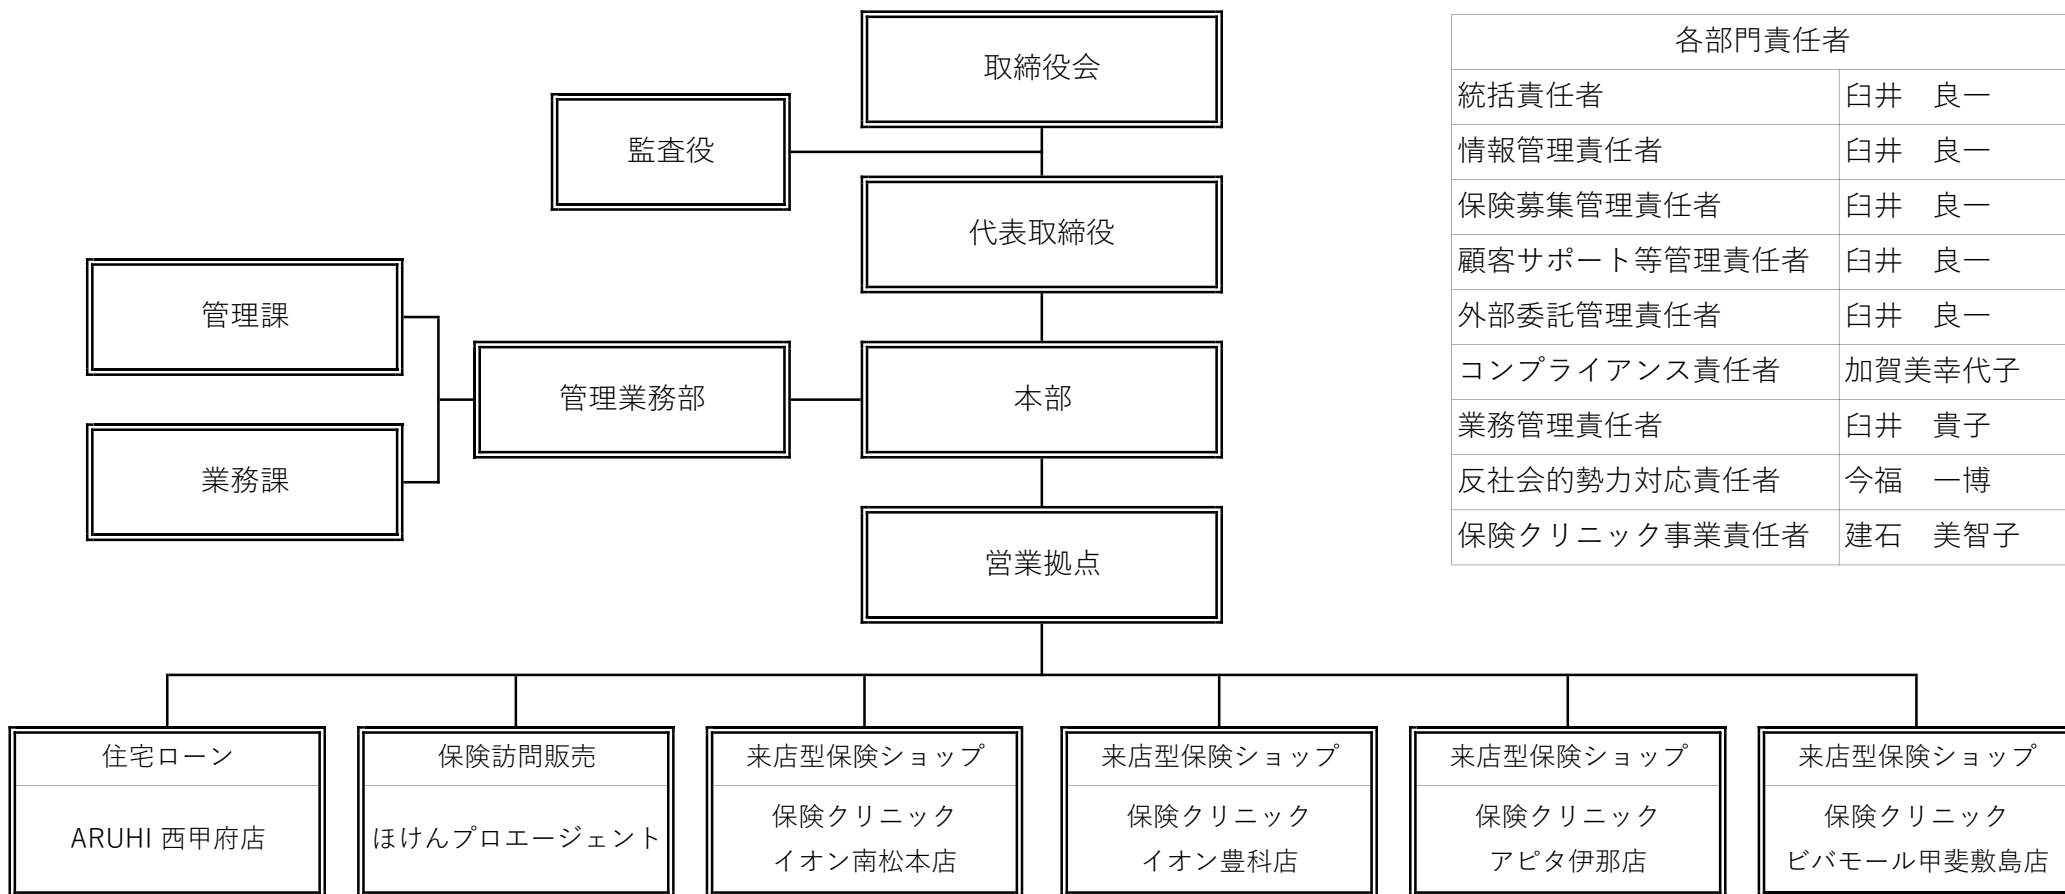 取締役会
監査役
代表取締役
管理課
管理業務部
本部
業務課
営業拠点
各部門責任者
統括責任者 臼井　良一
情報管理責任者 臼井　良一
保険募集管理責任者 臼井　良一
顧客サポート等管理責任者 臼井　良一
外部委託管理責任者 臼井　良一
コンプライアンス責任者 加賀美幸代子
業務管理責任者 臼井　貴子
反社会的勢力対応責任者 今福　一博
保険クリニック事業責任者 建石　美智子
住宅ローン
ARUHI 西甲府店
保険訪問販売
ほけんプロエージェント
来店型保険ショップ
保険クリニック
イオン南松本店
来店型保険ショップ
保険クリニック
イオン豊科店
来店型保険ショップ
保険クリニック
アピタ伊那店
来店型保険ショップ
保険クリニック
ビバモール甲斐敷島店